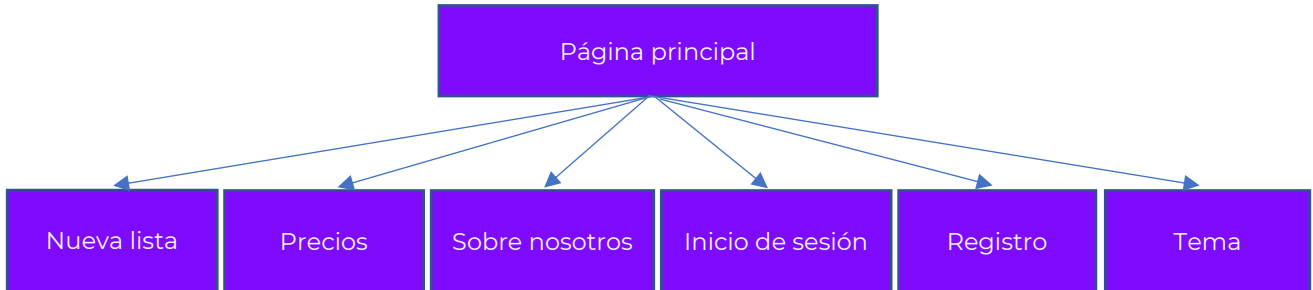 Página principal
Nueva lista
Precios
Sobre nosotros
Inicio de sesión
Registro
Tema